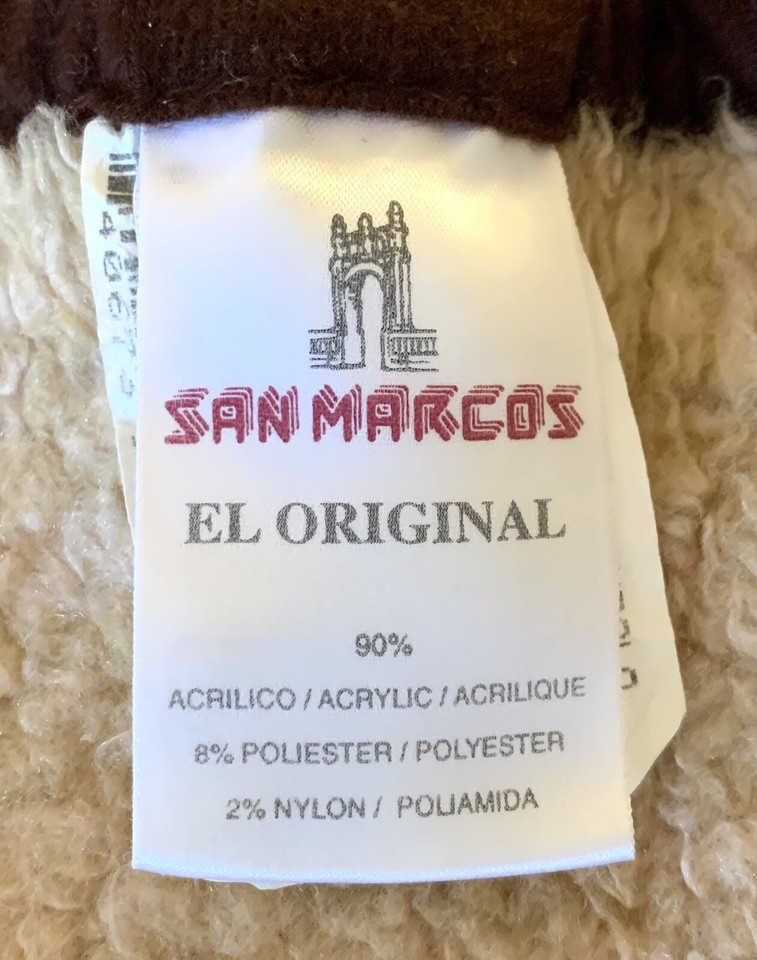 SAN MARCOS
EL ORIGINAL
90%
ACRILICO / ACRYLIC / ACRILIQUE
8% POLIESTER / POLYESTER
2% NYLON / POLIAMIDA